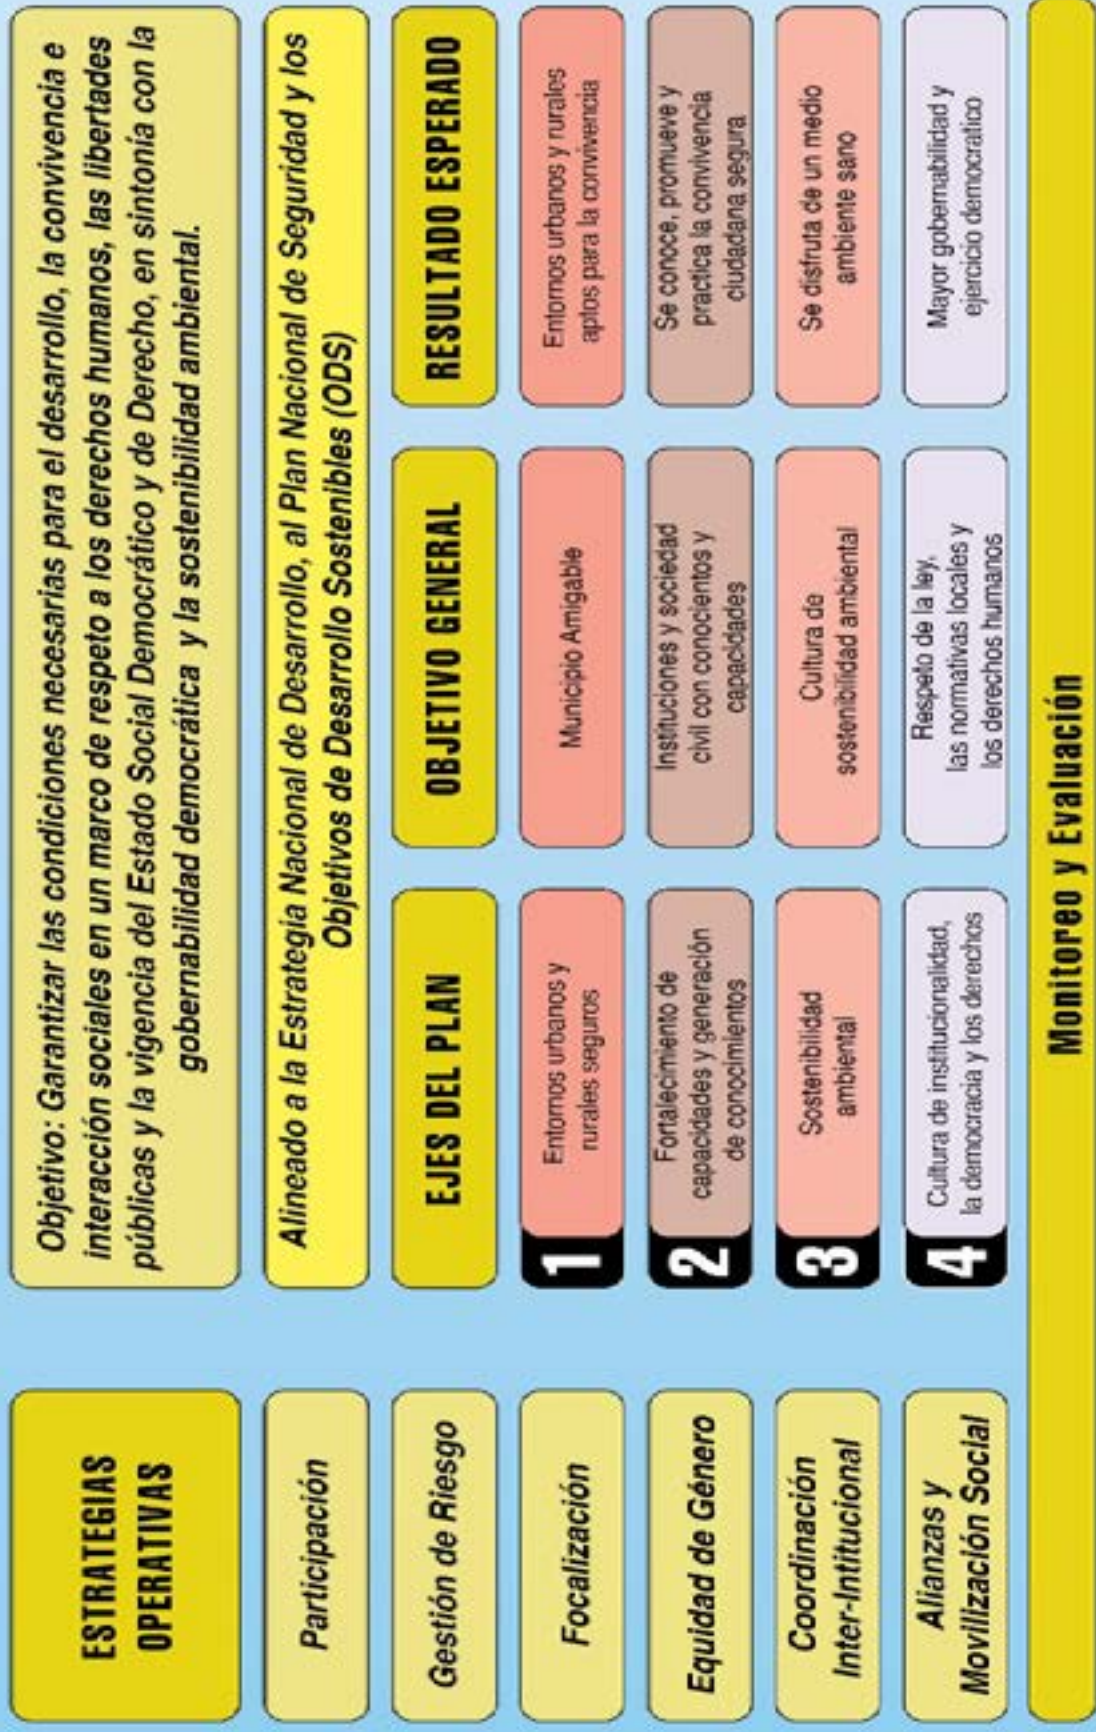 ESTRATEGIAS
OPERATIVAS
Participación
Gestión de Riesgo
Focalización
Equidad de Género
Coordinación
Inter-Intitucional
Alianzas y
Movilización Social
Objetivo: Garantizar las condiciones necesarias para el desarrollo, la convivencia e
interacción sociales en un marco de respeto a los derechos humanos, las libertades
públicas y la vigencia del Estado Social Democrático y de Derecho, en sintonía con la
gobernabilidad democrática y la sostenibilidad ambiental.
Alineado a la Estrategia Nacional de Desarrollo, al Plan Nacional de Seguridad y los
Objetivos de Desarrollo Sostenibles (ODS)
EJES DEL PLAN
OBJETIVO GENERAL
RESULTADO ESPERADO
1
Entornos urbanos y
rurales seguros
Municipio Amigable
Entornos urbanos y rurales
aptos para la convivencia
2
Fortalecimiento de
capacidades y generación
de conocimientos
Instituciones y sociedad
civil con conocientos y
capacidades
Se conoce, promueve y
practica la convivencia
ciudadana segura
3
Sostenibilidad
ambiental
Cultura de
sostenibilidad ambiental
Se disfruta de un medio
ambiente sano
4
Cultura de institucionalidad,
la democracia y los derechos
Respeto de la ley,
las normativas locales y
los derechos humanos
Mayor gobernabilidad y
ejercicio democratico
Monitoreo y Evaluación